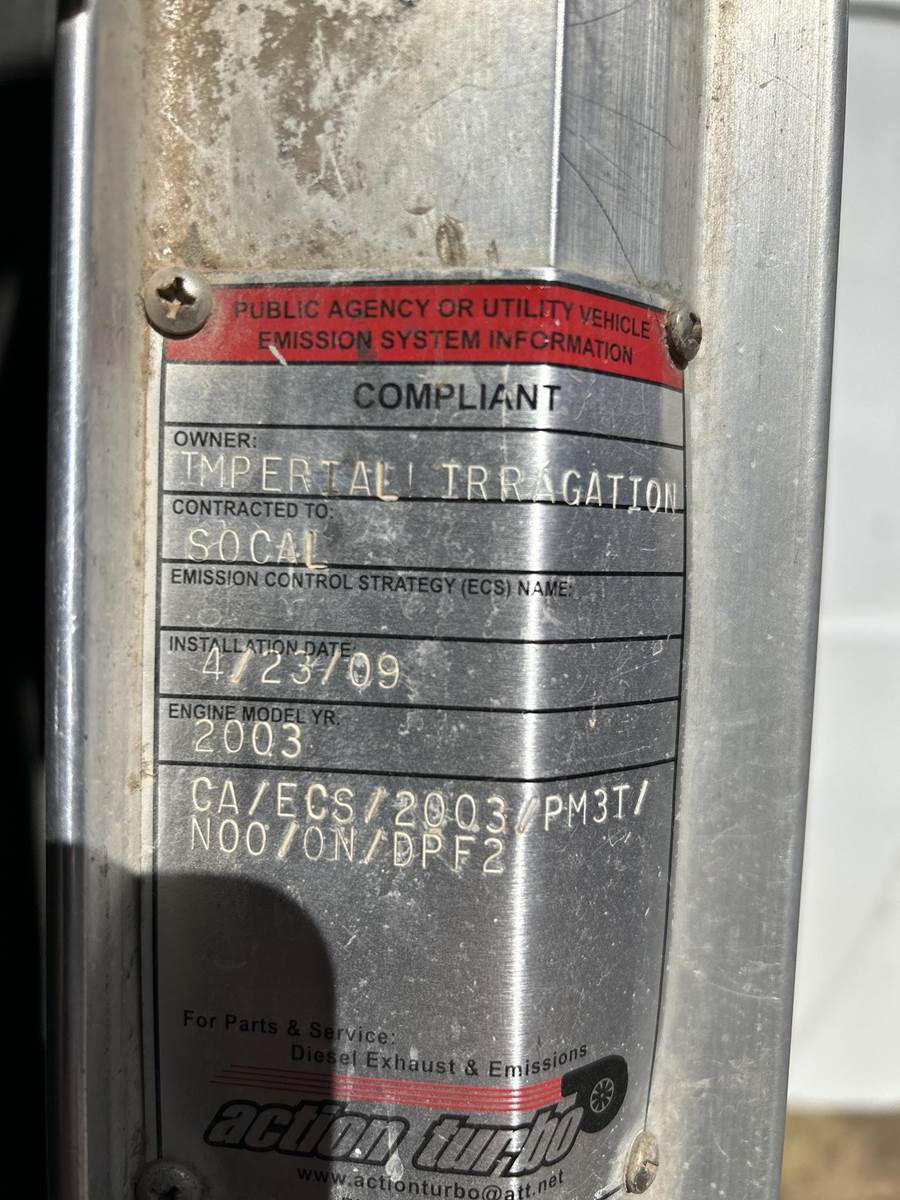 PUBLIC AGENCY OR UTILITY VEHICLE
EMISSION SYSTEM INFORMATION
COMPLIANT
OWNER:
IMPERIAL IRRAGATION
CONTRACTED TO:
SOCAL
EMISSION CONTROL STRATEGY (ECS) NAME:
INSTALLATION DATE:
4/23/09
ENGINE MODEL YR.
2003
CA/ECS/2003/PM3T/
N00/ON/DPF2
For Parts & Service:
Diesel Exhaust & Emissions
action turbo
www.actionturbo@att.net